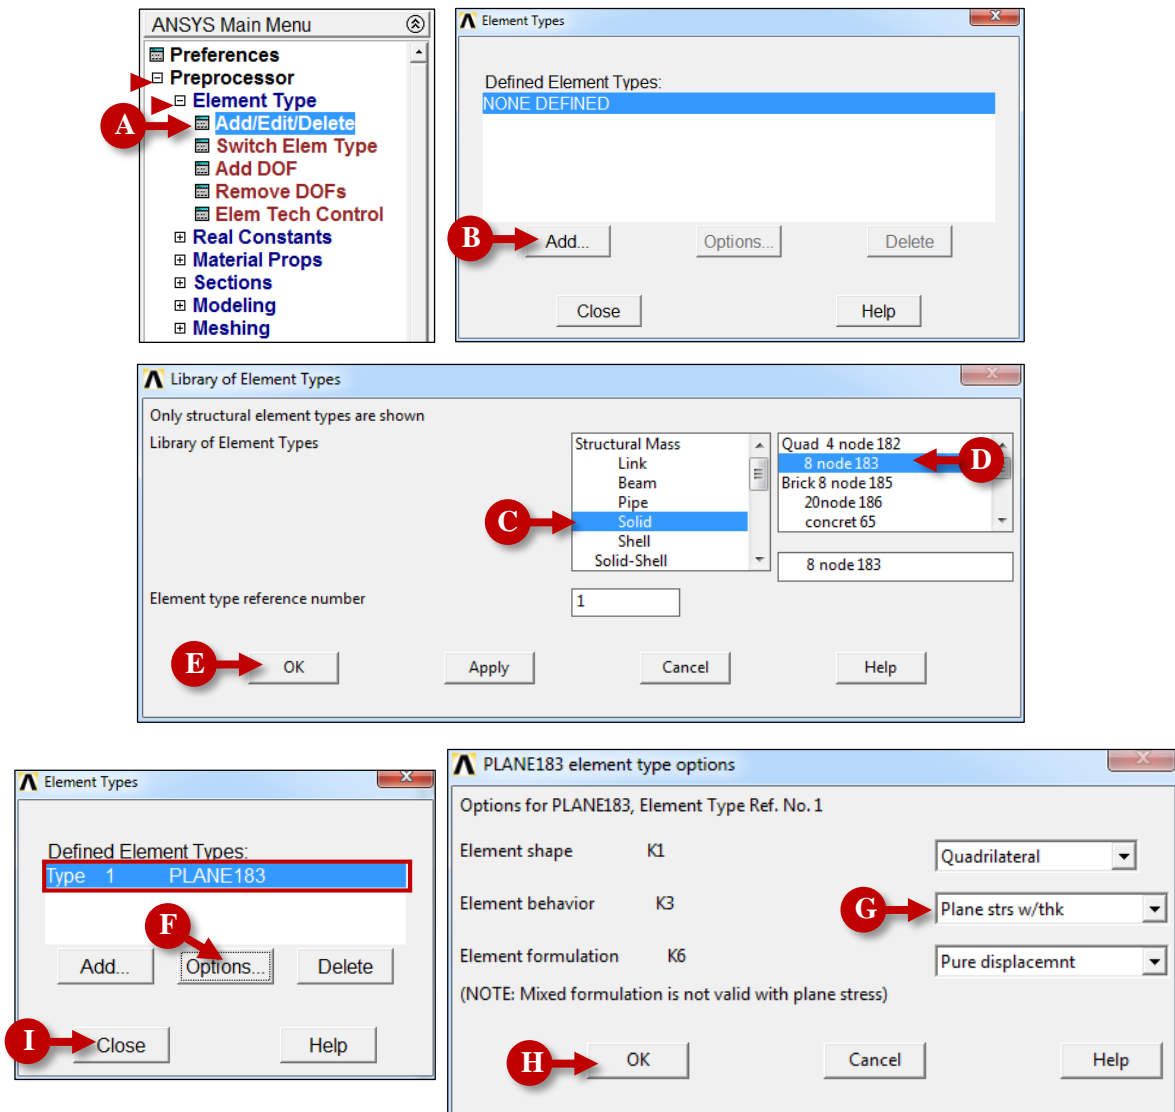 ANSYS Main Menu
Preferences
Preprocessor
Element Type
A
Add/Edit/Delete
Switch Elem Type
Add DOF
Remove DOFs
Elem Tech Control
Real Constants
Material Props
Sections
Modeling
Meshing
Element Types
Defined Element Types:
NONE DEFINED
B
Add... Options... Delete
Close Help
Library of Element Types
Only structural element types are shown
Library of Element Types
Structural Mass
Link
Beam
Pipe
C
Solid
Shell
Solid-Shell
Quad 4 node 182
8 node 183
D
Brick 8 node 185
20node 186
concret 65
8 node 183
Element type reference number
1
E
OK Apply Cancel Help
Element Types
Defined Element Types:
Type 1 PLANE183
F
Add... Options... Delete
I
Close Help
PLANE183 element type options
Options for PLANE183, Element Type Ref. No. 1
Element shape K1 Quadrilateral
Element behavior K3 G Plane strs w/thk
Element formulation K6 Pure displacemnt
(NOTE: Mixed formulation is not valid with plane stress)
H
OK Cancel Help